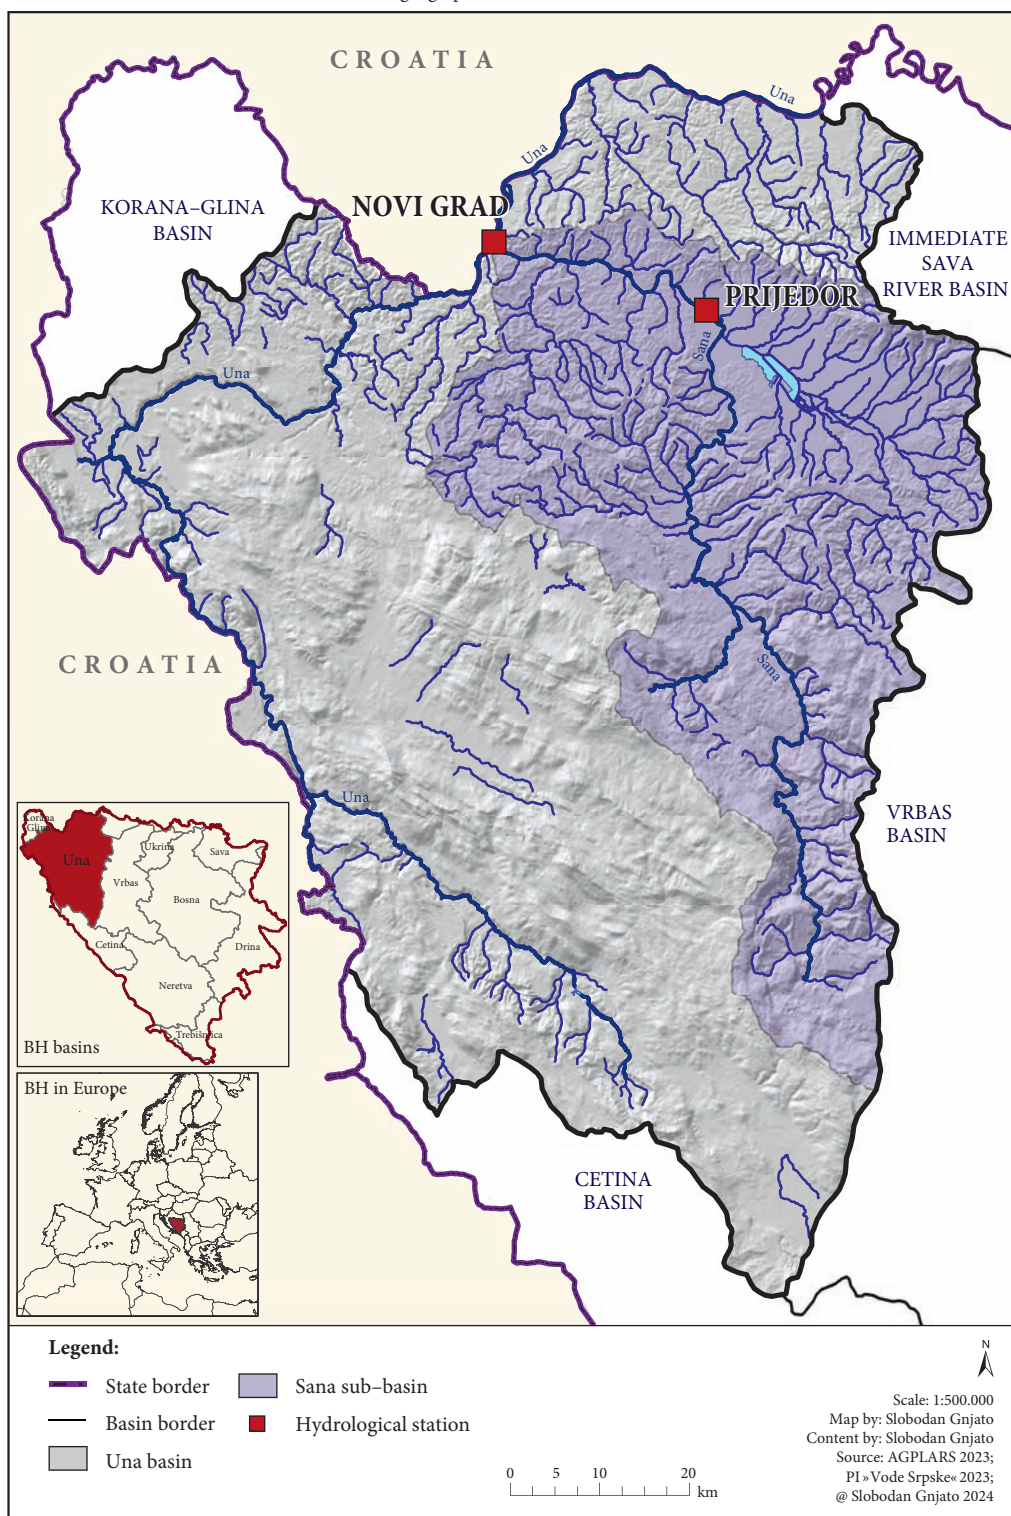 CROATIA
Una
Una
KORANA–GLINA
BASIN
NOVI GRAD
IMMEDIATE
SAVA
RIVER BASIN
PRIJEDOR
Sana
Una
CROATIA
Sana
Una
VRBAS
BASIN
Korana
Glina
Una
Ukrina
Sava
Vrbas
Bosna
Cetina
Drina
Neretva
Trebišnjica
BH basins
BH in Europe
CETINA
BASIN
Legend:
State border
Sana sub–basin
Basin border
Hydrological station
Una basin
N
Scale: 1:500.000
Map by: Slobodan Gnjato
Content by: Slobodan Gnjato
Source: AGPLARS 2023;
PI »Vode Srpske« 2023;
@ Slobodan Gnjato 2024
0 5 10 20
km